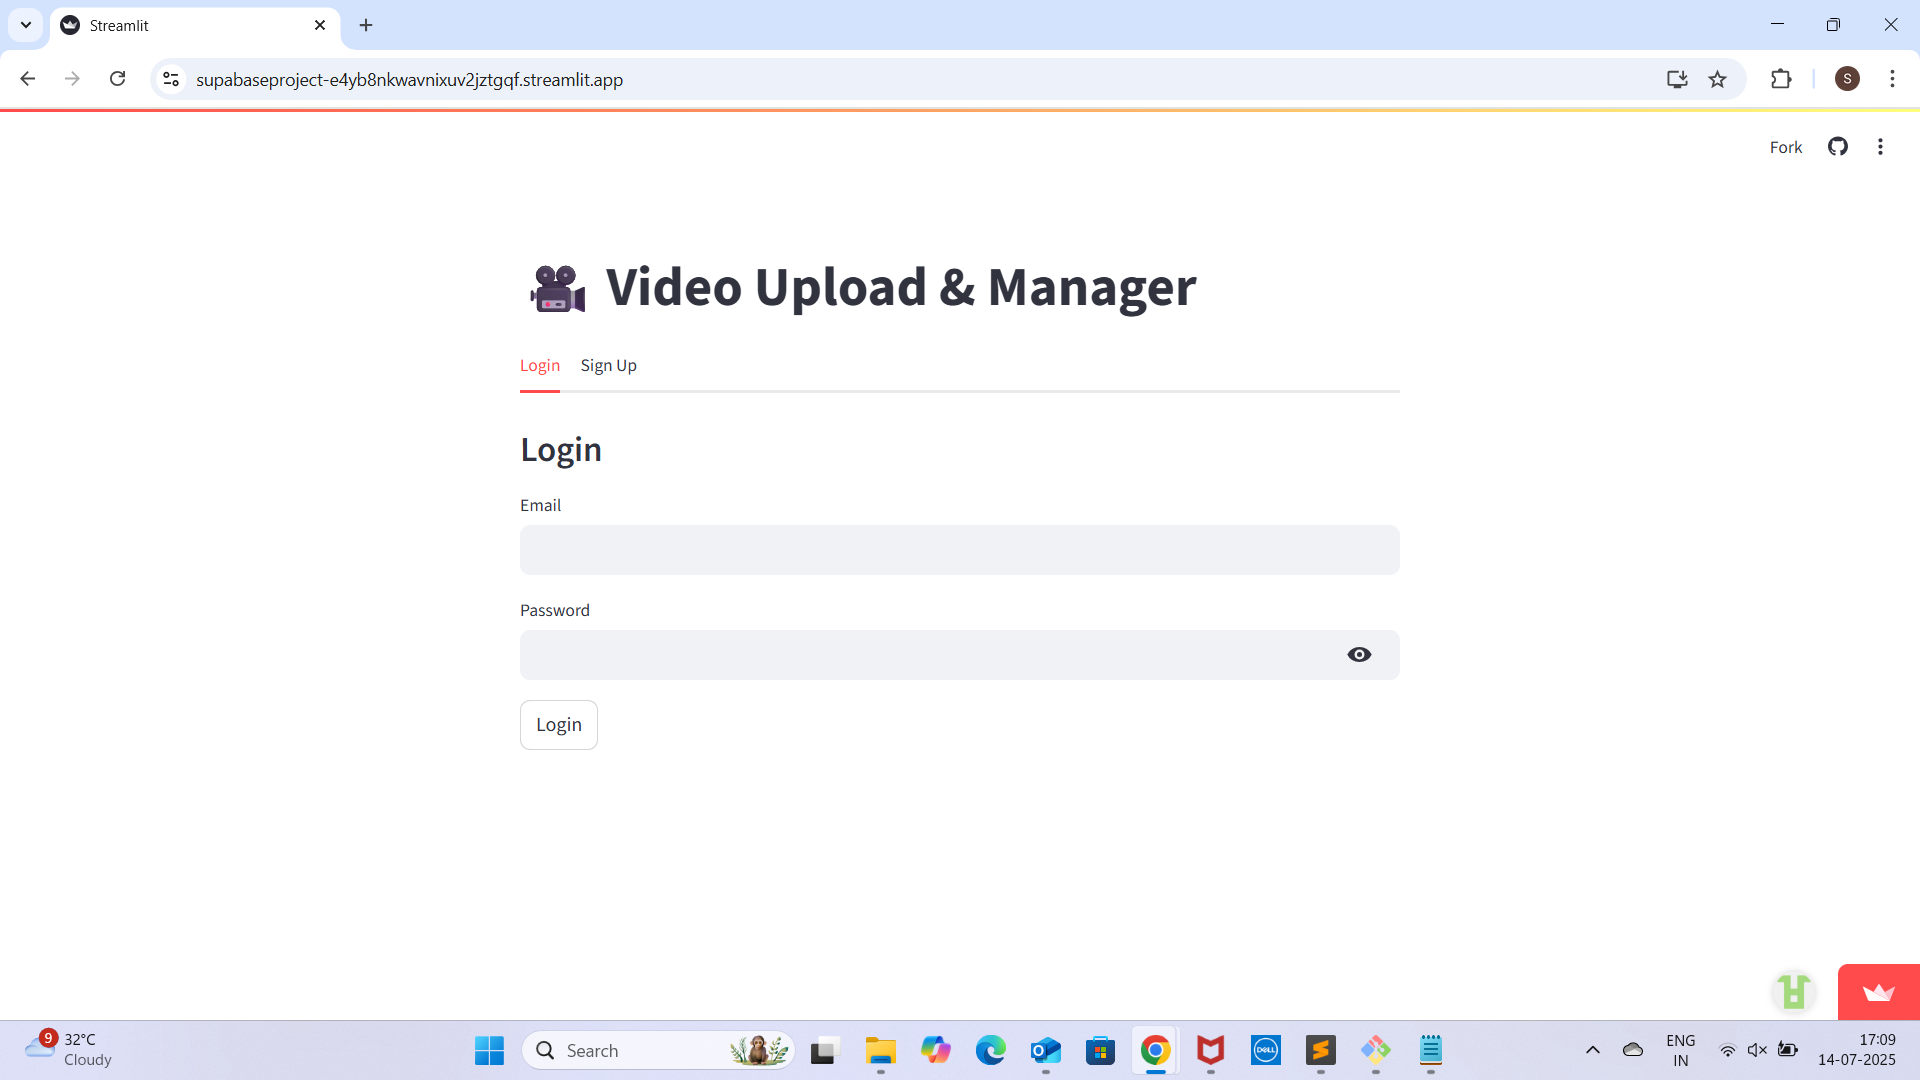 Streamlit
supabaseproject-e4yb8nkwavnixuv2jztgqf.streamlit.app
S
Fork
Video Upload & Manager
Login
Sign Up
Login
Email
Password
Login
9
32°C
Cloudy
Search
DELL
ENG
IN
17:09
14-07-2025